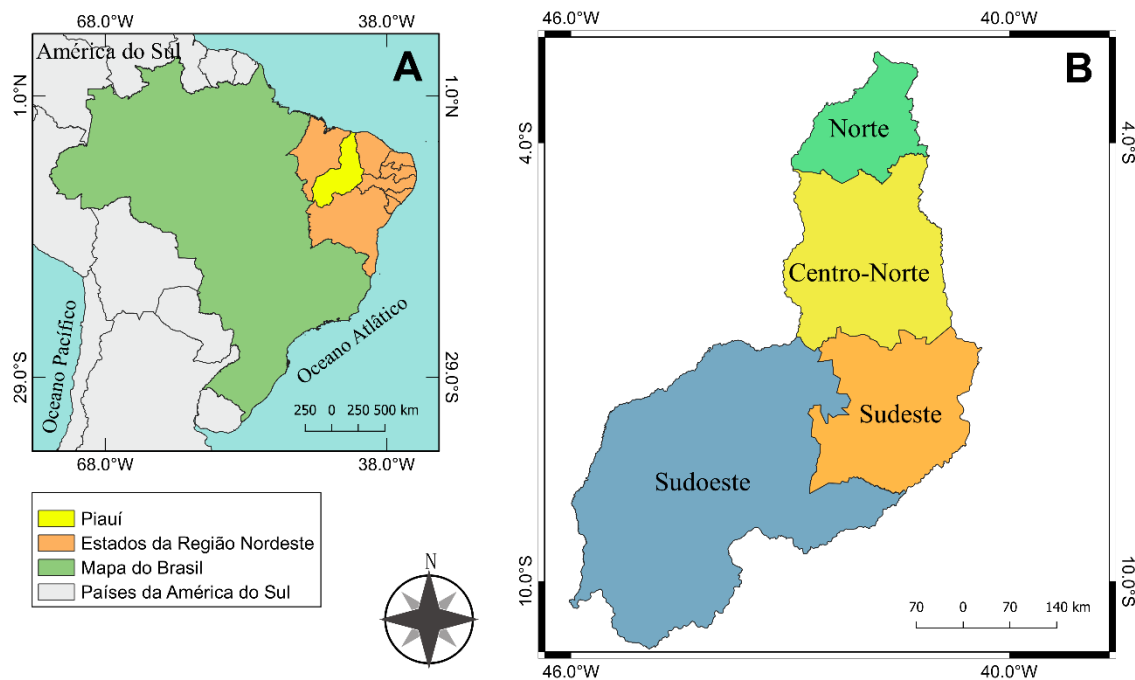 68.0°W
38.0°W
América do Sul
A
1.0°N
1.0°N
29.0°S
29.0°S
Oceano Pacífico
Oceano Atlâtico
250 0 250 500 km
68.0°W
38.0°W
Piauí
Estados da Região Nordeste
Mapa do Brasil
Países da América do Sul
N
46.0°W
40.0°W
B
4.0°S
4.0°S
Norte
Centro-Norte
Sudeste
Sudoeste
10.0°S
10.0°S
70 0 70 140 km
46.0°W
40.0°W